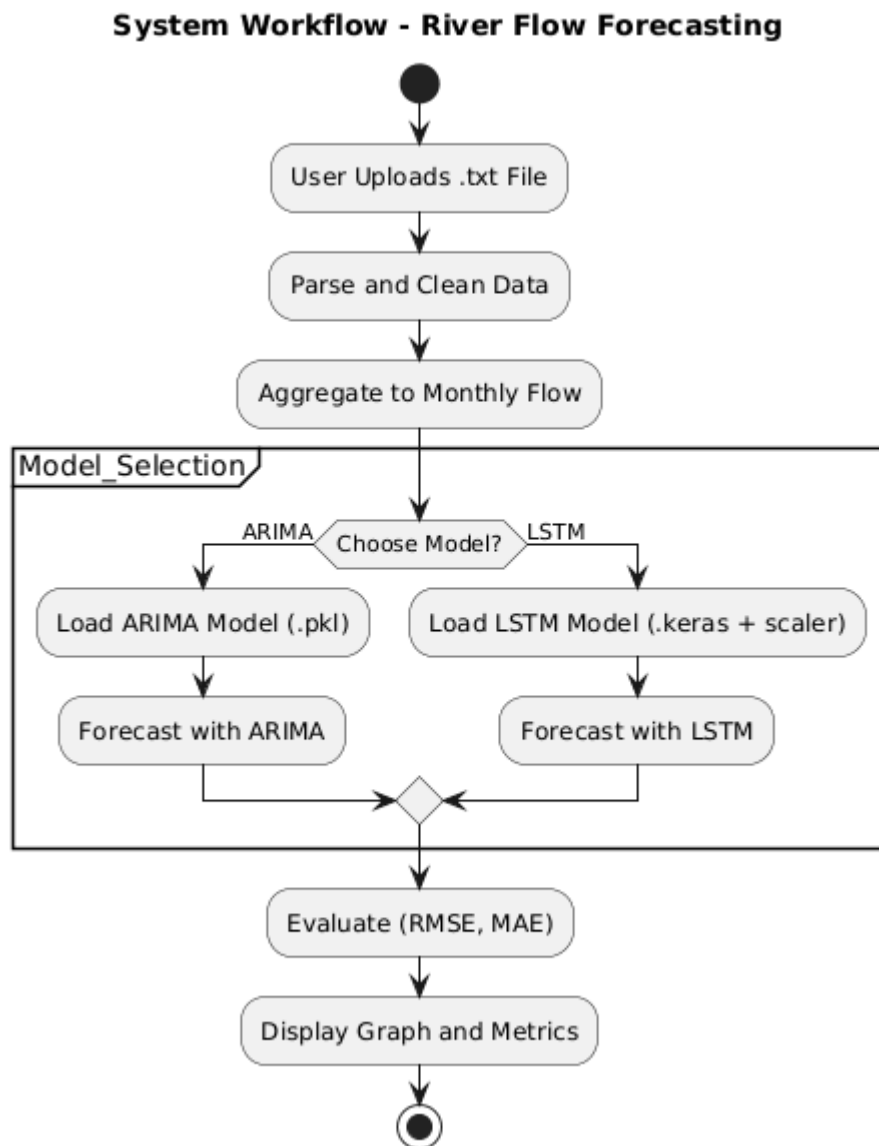 System Workflow - River Flow Forecasting
User Uploads .txt File
Parse and Clean Data
Aggregate to Monthly Flow
Model_Selection
ARIMA
Choose Model?
LSTM
Load ARIMA Model (.pkl)
Load LSTM Model (.keras + scaler)
Forecast with ARIMA
Forecast with LSTM
Evaluate (RMSE, MAE)
Display Graph and Metrics